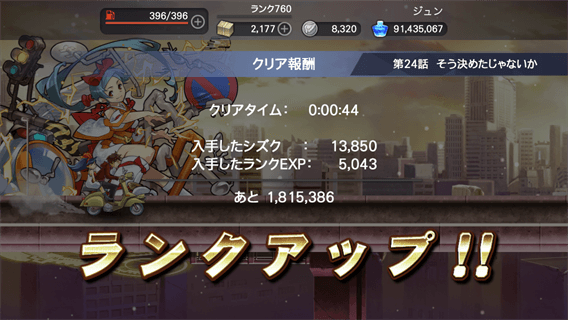 ランク760
ジュン
396/396
2,177
8,320
91,435,067
クリア報酬
第24話 そう決めたじゃないか
クリアタイム： 0:00:44
入手したシズク ： 13,850
入手したランクEXP： 5,043
あと 1,815,386
ランクアップ!!